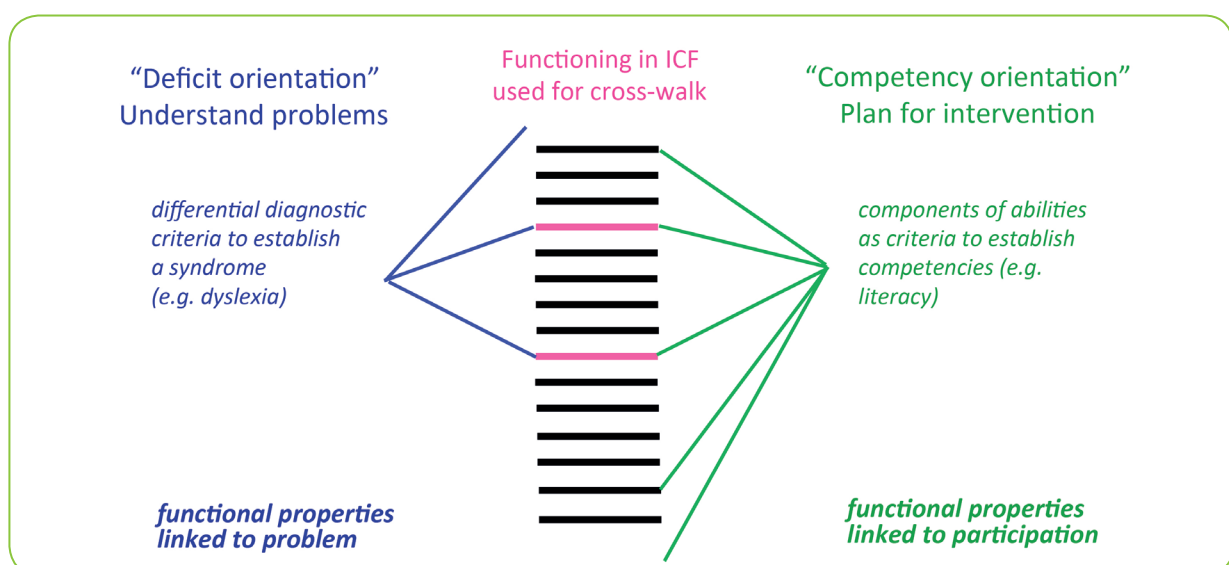 “Deficit orientation”
Understand problems
Functioning in ICF
used for cross-walk
“Competency orientation”
Plan for intervention
differential diagnostic
criteria to establish
a syndrome
(e.g. dyslexia)
components of abilities
as criteria to establish
competencies (e.g.
literacy)
functional properties
linked to problem
functional properties
linked to participation